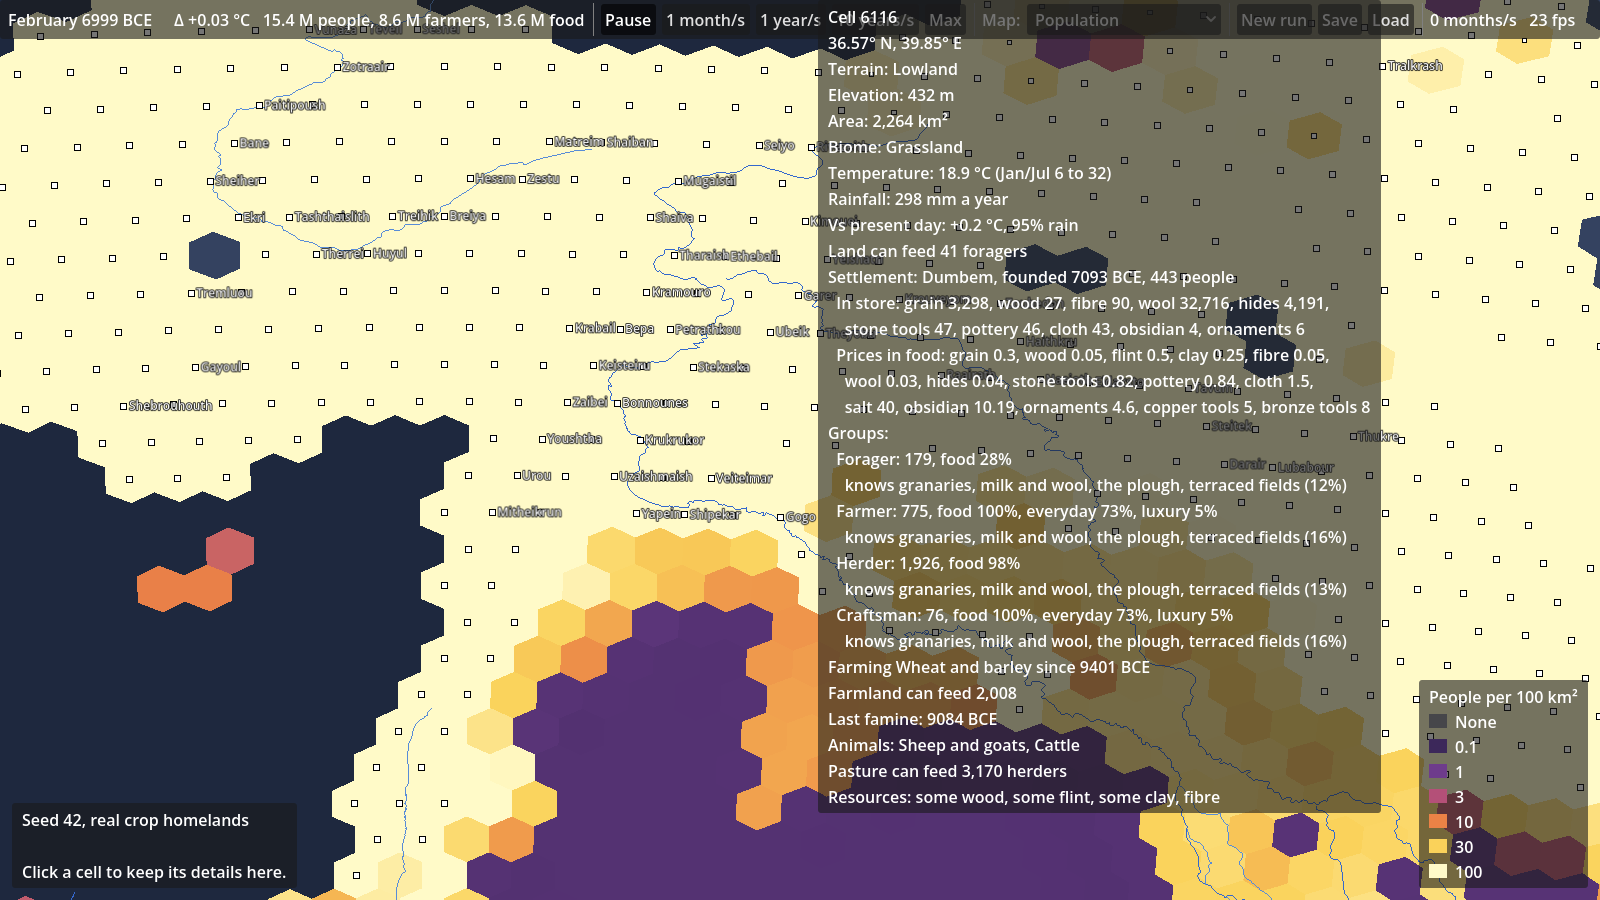 February 6999 BCE Δ +0.03 °C 15.4 M people, 8.6 M farmers, 13.6 M food Pause 1 month/s 1 year/s Max Map: Population New run Save Load 0 months/s 23 fps
Cell 6116
36.57° N, 39.85° E
Terrain: Lowland
Elevation: 432 m
Area: 2,264 km²
Biome: Grassland
Temperature: 18.9 °C (Jan/Jul 6 to 32)
Rainfall: 298 mm a year
Vs present day: +0.2 °C, 95% rain
Land can feed 41 foragers
Settlement: Dumbem, founded 7093 BCE, 443 people
In store: grain 3,298, wood 27, fibre 90, wool 32,716, hides 4,191,
stone tools 47, pottery 46, cloth 43, obsidian 4, ornaments 6
Prices in food: grain 0.3, wood 0.05, flint 0.5, clay 0.25, fibre 0.05,
wool 0.03, hides 0.04, stone tools 0.82, pottery 0.84, cloth 1.5,
salt 40, obsidian 10.19, ornaments 4.6, copper tools 5, bronze tools 8
Groups:
Forager: 179, food 28%
knows granaries, milk and wool, the plough, terraced fields (12%)
Farmer: 775, food 100%, everyday 73%, luxury 5%
knows granaries, milk and wool, the plough, terraced fields (16%)
Herder: 1,926, food 98%
knows granaries, milk and wool, the plough, terraced fields (13%)
Craftsman: 76, food 100%, everyday 73%, luxury 5%
knows granaries, milk and wool, the plough, terraced fields (16%)
Farming Wheat and barley since 9401 BCE
Farmland can feed 2,008
Last famine: 9084 BCE
Animals: Sheep and goats, Cattle
Pasture can feed 3,170 herders
Resources: some wood, some flint, some clay, fibre
Zotraair
Tralkrash
Paitipoush
Bane
Matreim Shaiban
Seiyo
Sheiher
Hesam Zestu
Mugaistil
Ekri Tashthaislith Treihik Breiya
Shaiva
Therrei Huyul
Tharaish Ethebail
Tremiuou
Kramouro
Garer
Krabail Bepa Petrathkou
Ubeik
Haithkru
Gayoul
Keisteiru
Stekaska
Shebrouhouth
Zaibei Bonnounes
Steitek
Youshtha
Krukrukor
Thukre
Darair Lubabour
Urou
Uzaishmaish Veiteimar
Mitheikrun
Yapein Shipekar
Gogo
People per 100 km²
None
0.1
1
3
10
30
100
Seed 42, real crop homelands
Click a cell to keep its details here.